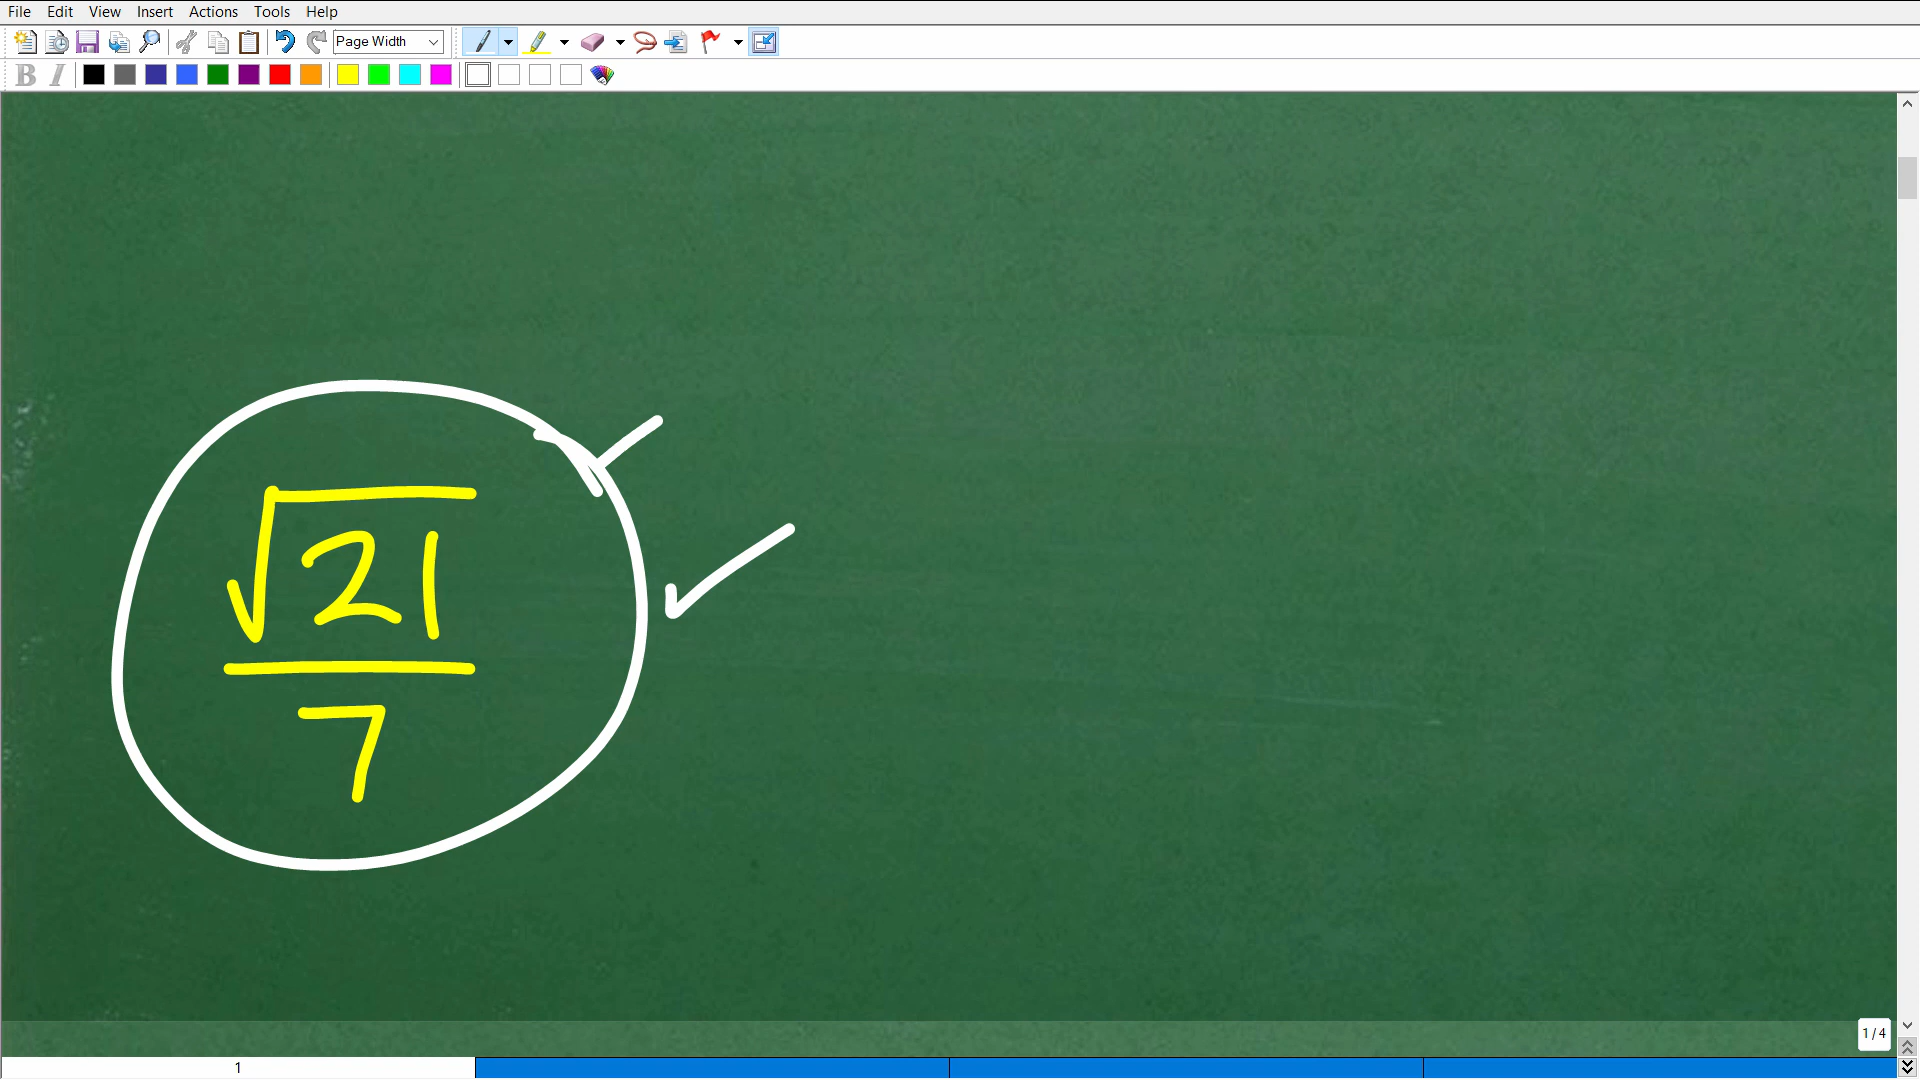 File Edit View Insert Actions Tools Help
Page Width
B I
√21
7
1 / 4
1